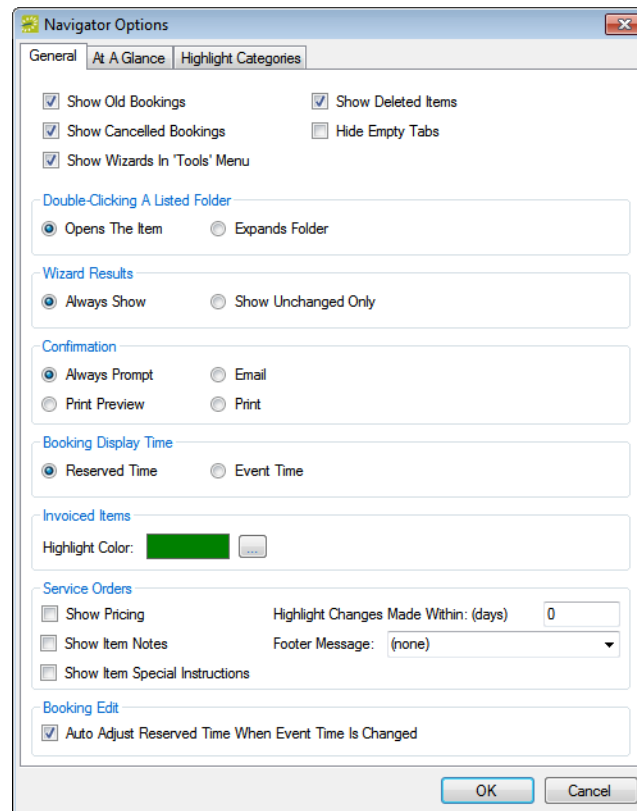 Navigator Options
General At A Glance Highlight Categories
Show Old Bookings Show Deleted Items
Show Cancelled Bookings Hide Empty Tabs
Show Wizards In 'Tools' Menu
Double-Clicking A Listed Folder
Opens The Item Expands Folder
Wizard Results
Always Show Show Unchanged Only
Confirmation
Always Prompt Email
Print Preview Print
Booking Display Time
Reserved Time Event Time
Invoiced Items
Highlight Color: ...
Service Orders
Show Pricing Highlight Changes Made Within: (days) 0
Show Item Notes Footer Message: (none)
Show Item Special Instructions
Booking Edit
Auto Adjust Reserved Time When Event Time Is Changed
OK Cancel